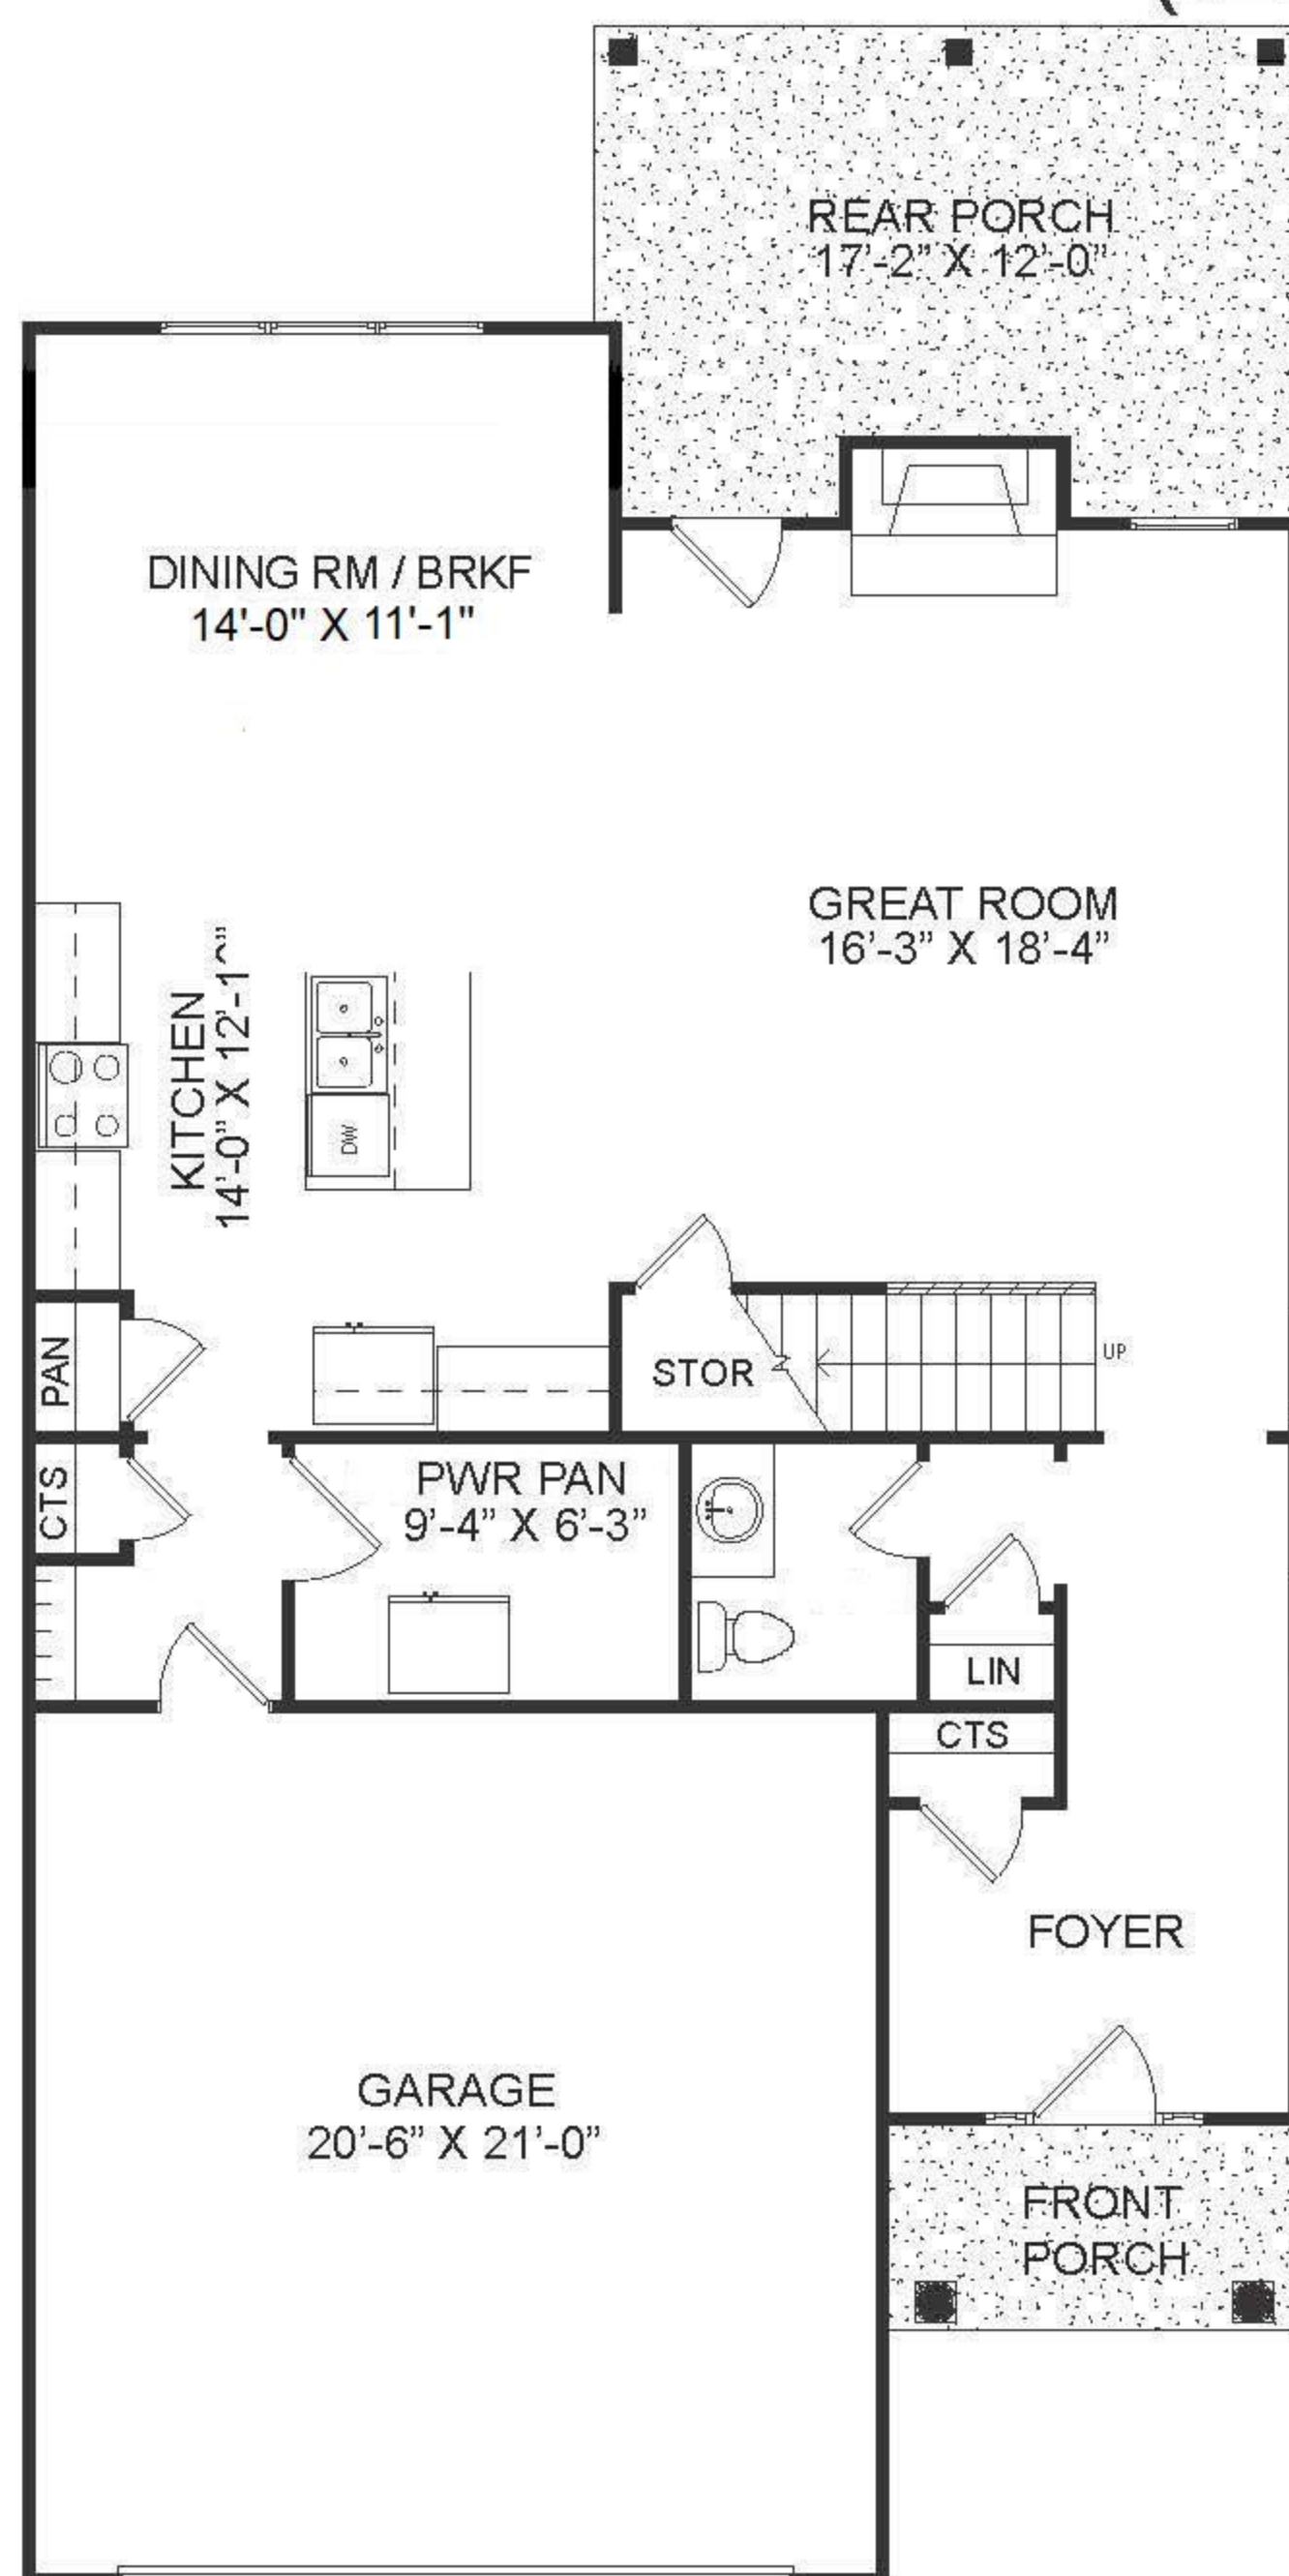 REAR PORCH
17'-2” X 12'-0”
DINING RM / BRKF
14'-0" X 11'-1"
GREAT ROOM
16'-3” X 18'-4”
KITCHEN
14'-0” X
DW
UP
STOR
PAN
CTS
PWR PAN
9'-4” X 6'-3”
LIN
CTS
FOYER
GARAGE
20'-6” X 21'-0”
FRONT
PORCH